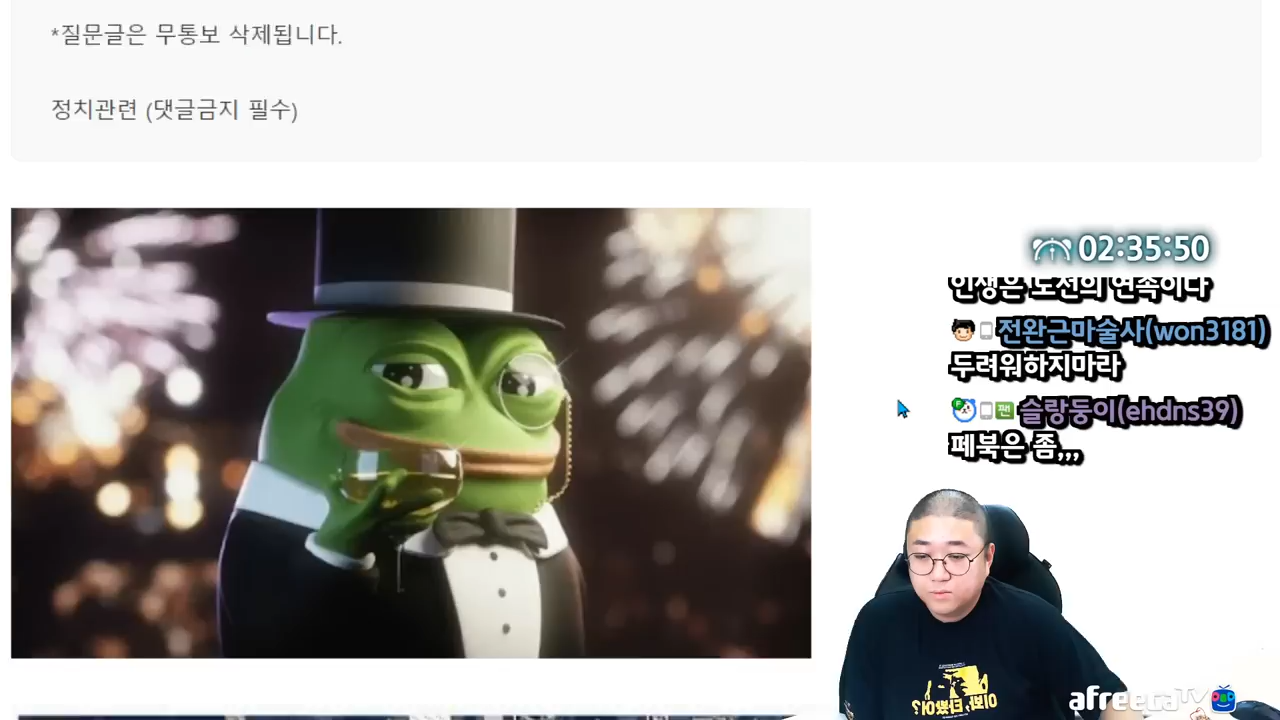 *질문글은 무통보 삭제됩니다.
정치관련 (댓글금지 필수)
02:35:50
인생은 도전의 연속이다
전완근마술사(won3181)
두려워하지마라
슬랑둥이(ehdns39)
페북은 좀,,,
afreecaTV